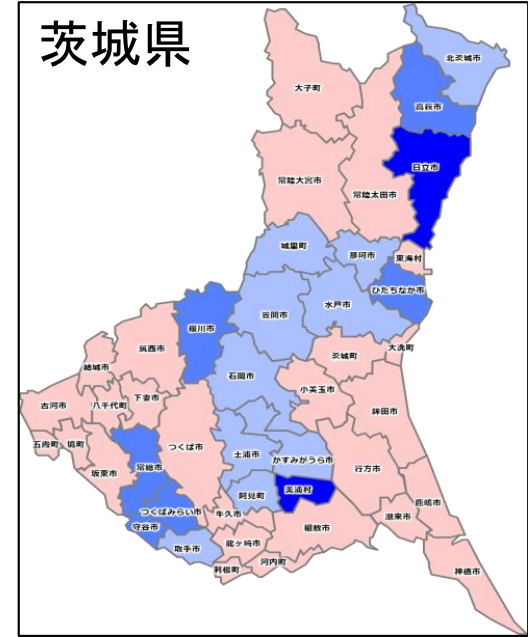 茨城県
北茨城市
大子町
高萩市
日立市
常陸大宮市
常陸太田市
城里町
那珂市
東海村
ひたちなか市
笠間市
水戸市
桜川市
筑西市
茨城町
大洗町
結城市
石岡市
小美玉市
古河市
八千代町
下妻市
鉾田市
五霞町
境町
つくば市
坂東市
常総市
土浦市
かすみがうら市
行方市
美浦村
阿見町
つくばみらい市
牛久市
鹿嶋市
潮来市
守谷市
稲敷市
取手市
龍ヶ崎市
河内町
利根町
神栖市